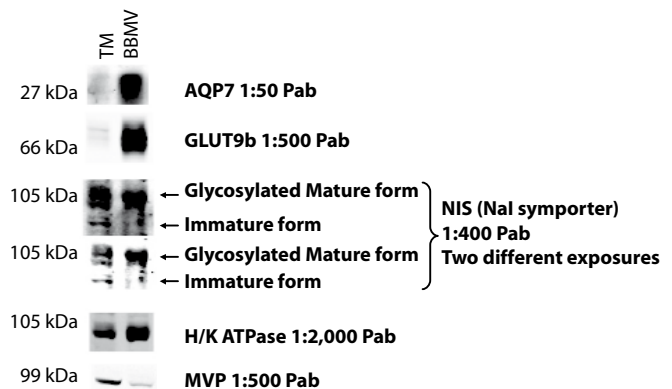 TM
BBMV
27 kDa
AQP7 1:50 Pab
66 kDa
GLUT9b 1:500 Pab
105 kDa
Glycosylated Mature form
Immature form
105 kDa
Glycosylated Mature form
Immature form
NIS (NaI symporter)
1:400 Pab
Two different exposures
105 kDa
H/K ATPase 1:2,000 Pab
99 kDa
MVP 1:500 Pab